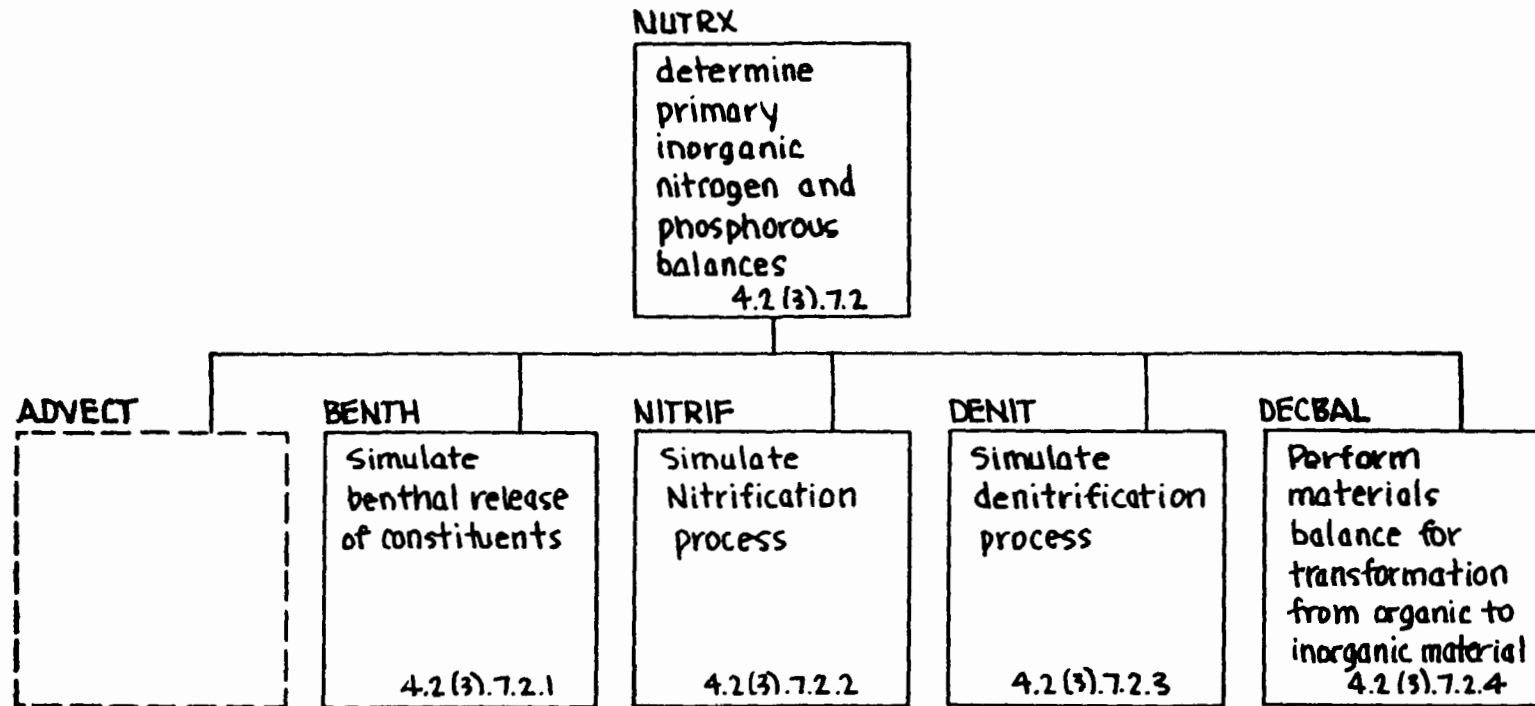 NUTRX
determine
primary
inorganic
nitrogen and
phosphorous
balances
4.2(3).7.2
ADVECT
BENTH
Simulate
benthal release
of constituents
4.2(3).7.2.1
NITRIF
Simulate
Nitrification
process
4.2(3).7.2.2
DENIT
Simulate
denitrification
process
4.2(3).7.2.3
DECBAL
Perform
materials
balance for
transformation
from organic to
inorganic material
4.2(3).7.2.4